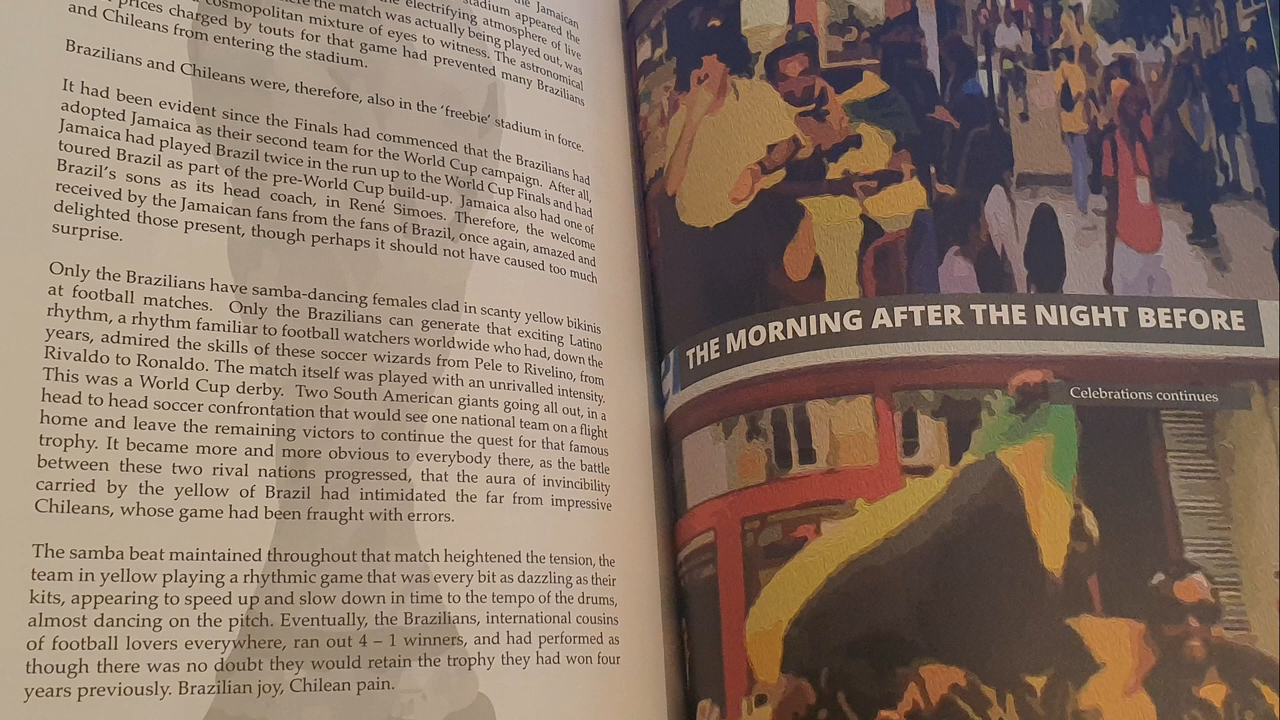 the Jamaican
stadium appeared the
the electrifying atmosphere of live
the match was actually being played out, was
cosmopolitan mixture of eyes to witness. The astronomical
prices charged by touts for that game had prevented many Brazilians
and Chileans from entering the stadium.
Brazilians and Chileans were, therefore, also in the ‘freebie’ stadium in force.
It had been evident since the Finals had commenced that the Brazilians had
adopted Jamaica as their second team for the World Cup campaign. After all,
Jamaica had played Brazil twice in the run up to the World Cup Finals and had
toured Brazil as part of the pre-World Cup build-up. Jamaica also had one of
Brazil’s sons as its head coach, in René Simoes. Therefore, the welcome
received by the Jamaican fans from the fans of Brazil, once again, amazed and
delighted those present, though perhaps it should not have caused too much
surprise.
Only the Brazilians have samba-dancing females clad in scanty yellow bikinis
at football matches. Only the Brazilians can generate that exciting Latino
rhythm, a rhythm familiar to football watchers worldwide who had, down the
years, admired the skills of these soccer wizards from Pele to Rivelino, from
Rivaldo to Ronaldo. The match itself was played with an unrivalled intensity.
This was a World Cup derby. Two South American giants going all out, in a
head to head soccer confrontation that would see one national team on a flight
home and leave the remaining victors to continue the quest for that famous
trophy. It became more and more obvious to everybody there, as the battle
between these two rival nations progressed, that the aura of invincibility
carried by the yellow of Brazil had intimidated the far from impressive
Chileans, whose game had been fraught with errors.
The samba beat maintained throughout that match heightened the tension, the
team in yellow playing a rhythmic game that was every bit as dazzling as their
kits, appearing to speed up and slow down in time to the tempo of the drums,
almost dancing on the pitch. Eventually, the Brazilians, international cousins
of football lovers everywhere, ran out 4 – 1 winners, and had performed as
though there was no doubt they would retain the trophy they had won four
years previously. Brazilian joy, Chilean pain.
THE MORNING AFTER THE NIGHT BEFORE
Celebrations continues